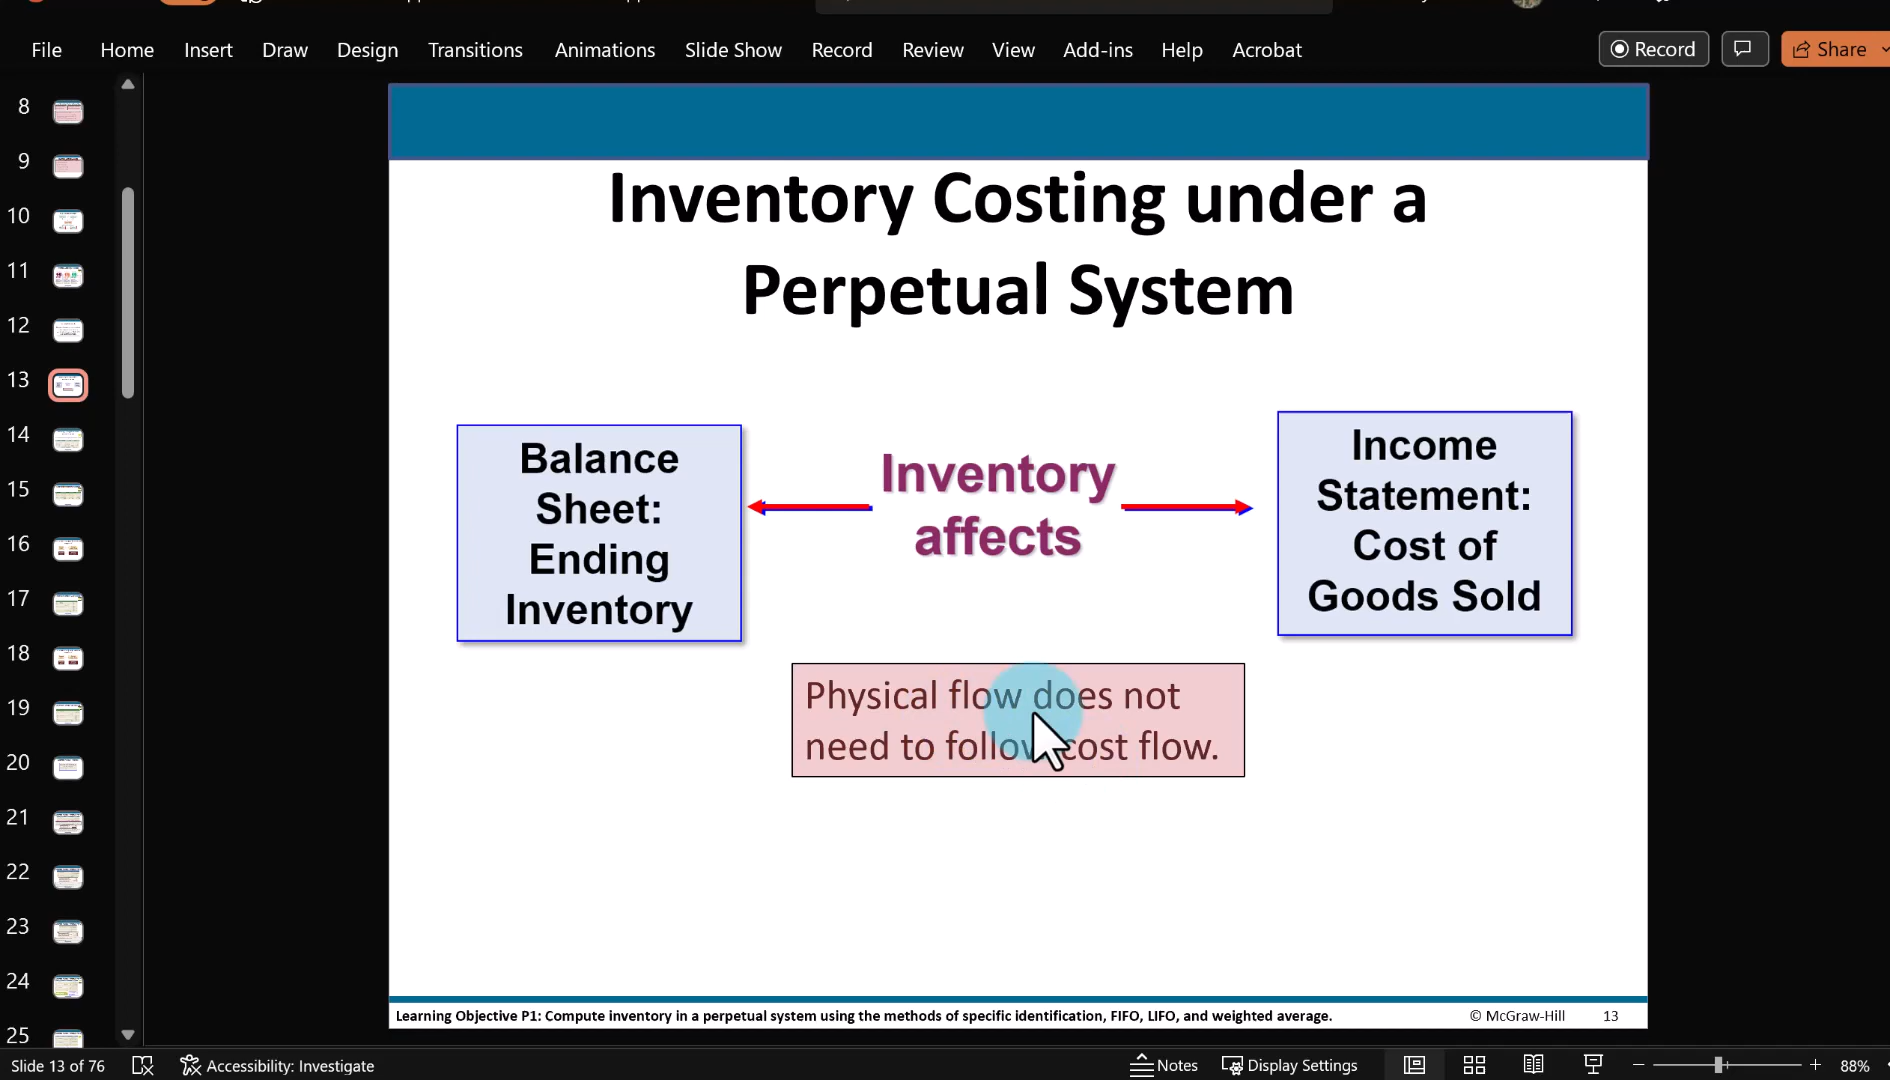 File Home Insert Draw Design Transitions Animations Slide Show Record Review View Add-ins Help Acrobat Record Share
8
9
10
11
12
13
14
15
16
17
18
19
20
21
22
23
24
25
Inventory Costing under a
Perpetual System
Balance
Sheet:
Ending
Inventory
Inventory
affects
Income
Statement:
Cost of
Goods Sold
Physical flow does not
need to follow cost flow.
Learning Objective P1: Compute inventory in a perpetual system using the methods of specific identification, FIFO, LIFO, and weighted average. © McGraw-Hill 13
Slide 13 of 76 Accessibility: Investigate Notes Display Settings 88%